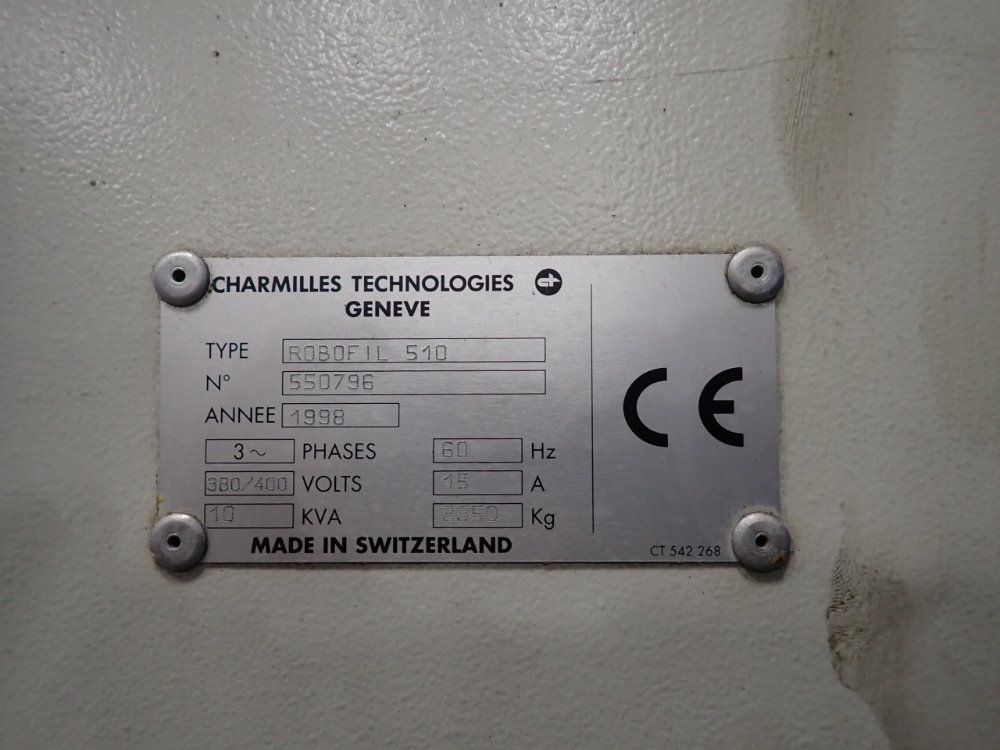 CHARMILLES TECHNOLOGIES
GENEVE
TYPE ROBOFIL 510
N° 550796
ANNEE 1998
3~ PHASES 60 Hz
380/400 VOLTS 15 A
10 KVA Kg
MADE IN SWITZERLAND
CE
CT 542 268